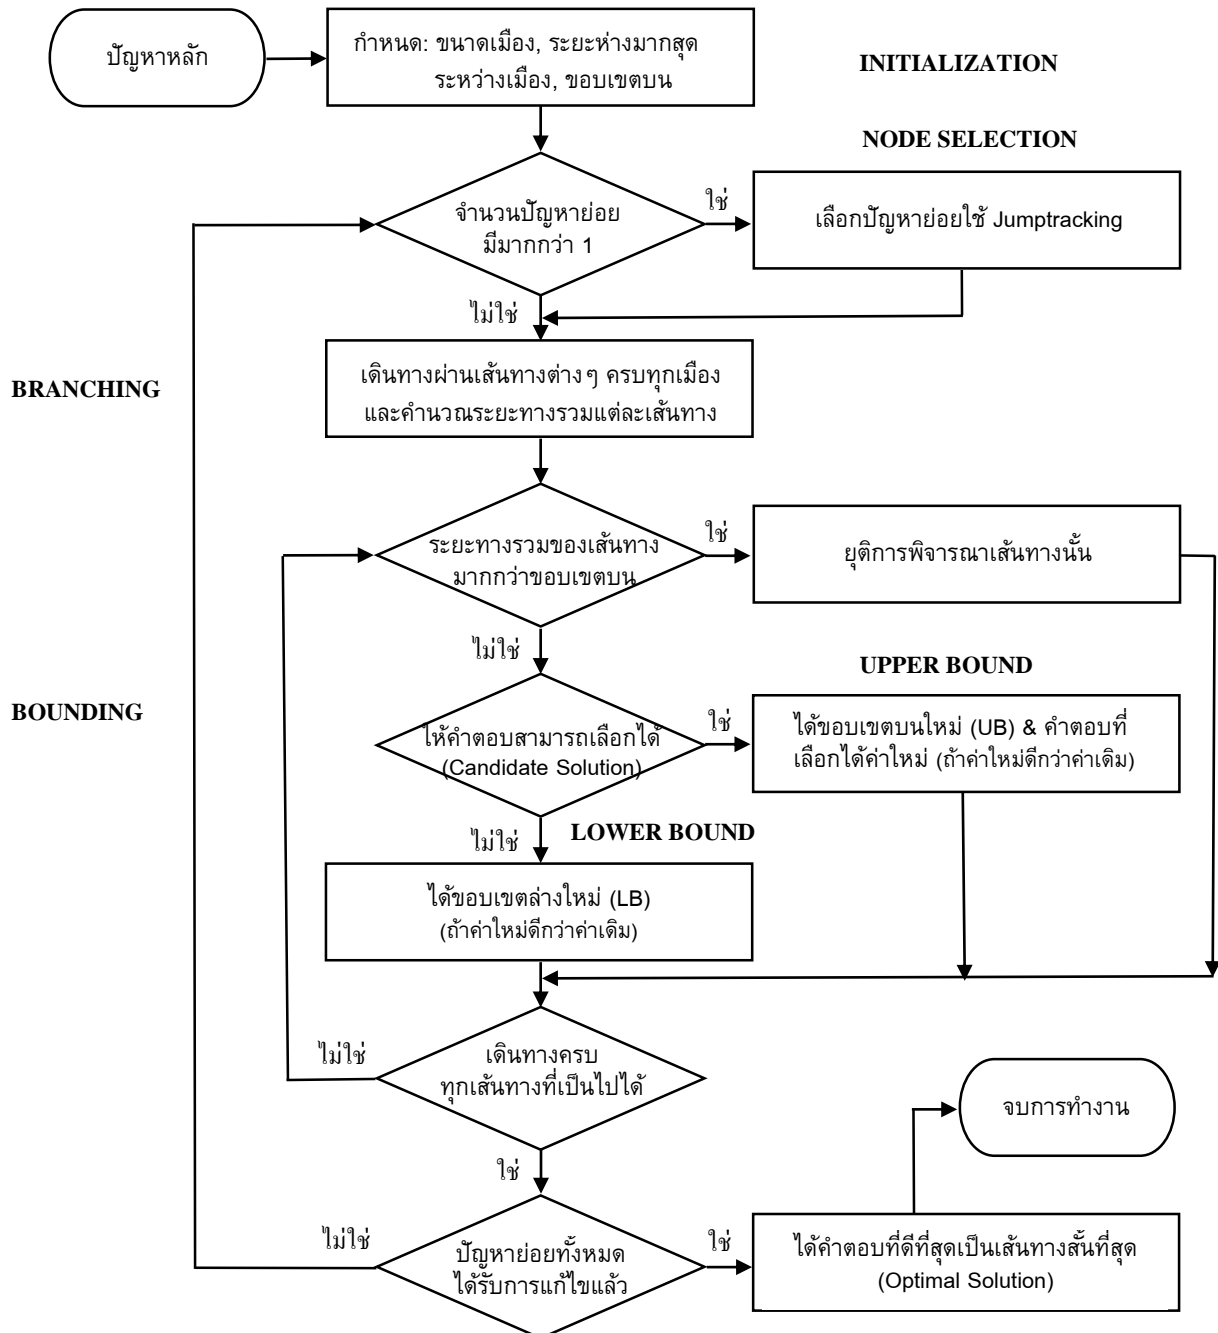 ปัญหาหลัก
กำหนด: ขนาดเมือง, ระยะห่างมากสุด
ระหว่างเมือง, ขอบเขตบน
INITIALIZATION
NODE SELECTION
จำนวนปัญหาย่อย
มีมากกว่า 1
ใช่
เลือกปัญหาย่อยใช้ Jumptracking
ไม่ใช่
BRANCHING
เดินทางผ่านเส้นทางต่างๆ ครบทุกเมือง
และคำนวณระยะทางรวมแต่ละเส้นทาง
ระยะทางรวมของเส้นทาง
มากกว่าขอบเขตบน
ใช่
ยุติการพิจารณาเส้นทางนั้น
ไม่ใช่
UPPER BOUND
BOUNDING
ให้คำตอบสามารถเลือกได้
(Candidate Solution)
ใช่
ได้ขอบเขตบนใหม่ (UB) & คำตอบที่
เลือกได้ค่าใหม่ (ถ้าค่าใหม่ดีกว่าค่าเดิม)
ไม่ใช่
LOWER BOUND
ได้ขอบเขตล่างใหม่ (LB)
(ถ้าค่าใหม่ดีกว่าค่าเดิม)
ไม่ใช่
เดินทางครบ
ทุกเส้นทางที่เป็นไปได้
จบการทำงาน
ใช่
ไม่ใช่
ปัญหาย่อยทั้งหมด
ได้รับการแก้ไขแล้ว
ใช่
ได้คำตอบที่ดีที่สุดเป็นเส้นทางสั้นที่สุด
(Optimal Solution)